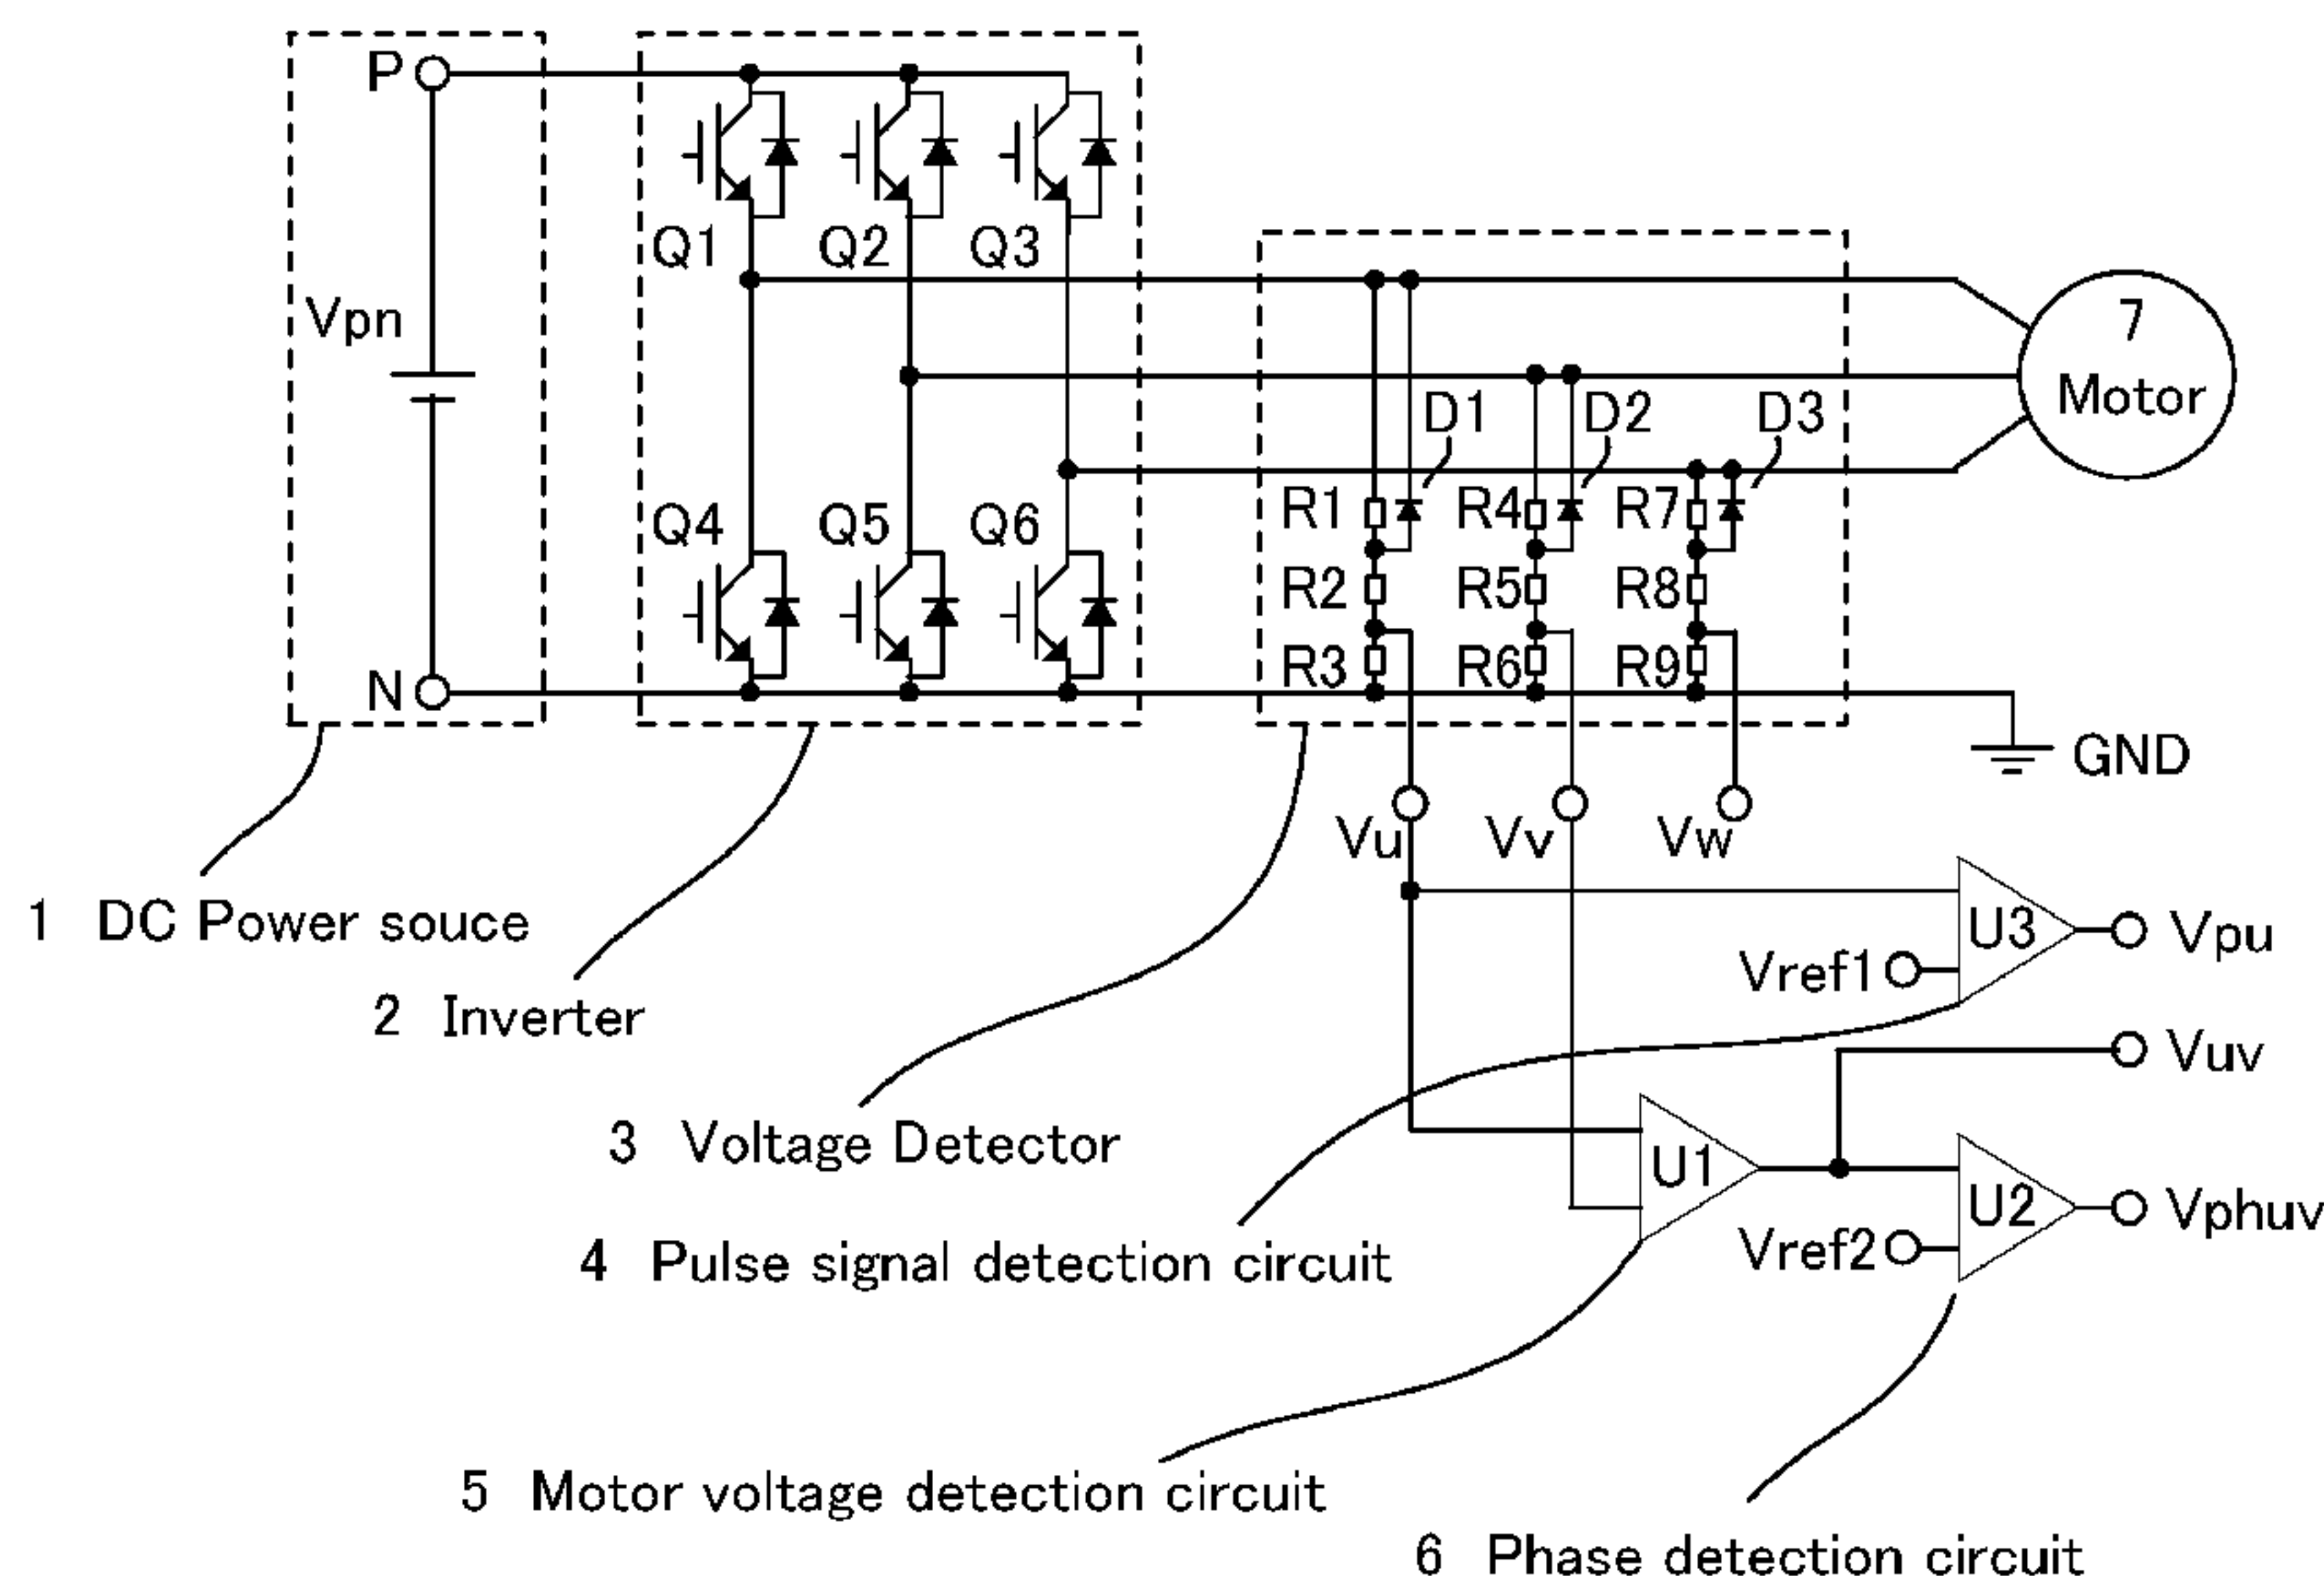 P
Q1 Q2 Q3
Vpn
7
Motor
D1 D2 D3
Q4 Q5 Q6
R1 R4 R7
R2 R5 R8
R3 R6 R9
N
GND
Vu Vv Vw
1 DC Power souce
U3 Vpu
Vref1
2 Inverter
Vuv
3 Voltage Detector
U1
U2 Vphuv
Vref2
4 Pulse signal detection circuit
5 Motor voltage detection circuit
6 Phase detection circuit